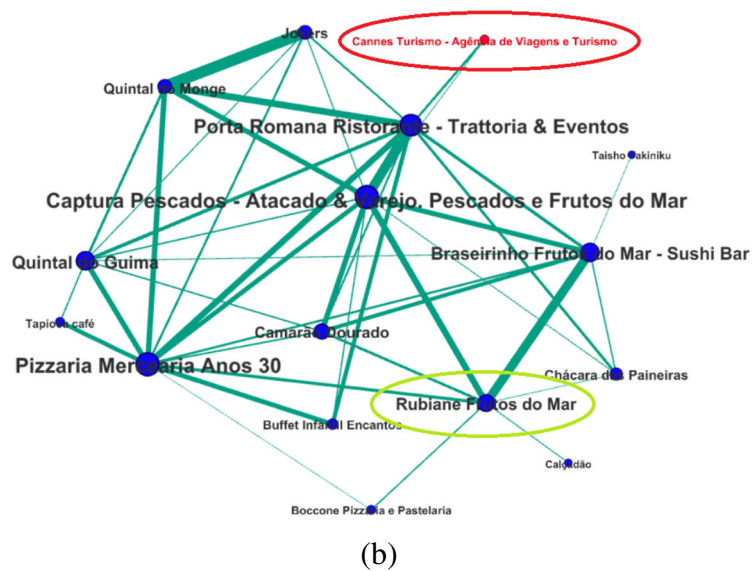 Jokers
Cannes Turismo - Agência de Viagens e Turismo
Quintal do Monge
Porta Romana Ristorante - Trattoria & Eventos
Taisho Yakiniku
Captura Pescados - Atacado & Varejo. Pescados e Frutos do Mar
Braseirinho Frutos do Mar - Sushi Bar
Quintal do Guima
Tapioca café
Camarão Dourado
Pizzaria Mercearia Anos 30
Chácara das Paineiras
Rubiane Frutos do Mar
Buffet Infantil Encantos
Calçadão
Boccone Pizzaria e Pastelaria
(b)